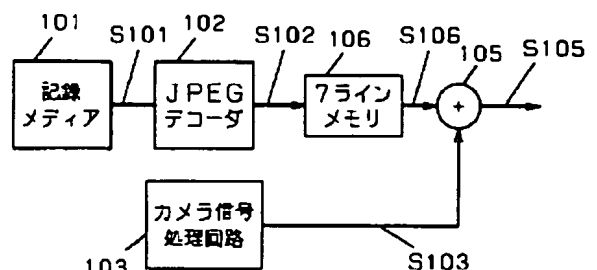 101
S101
102
S102
106
S106
105
S105
記録
メディア
JPEG
デコーダ
7ライン
メモリ
+
カメラ信号
処理回路
103
S103